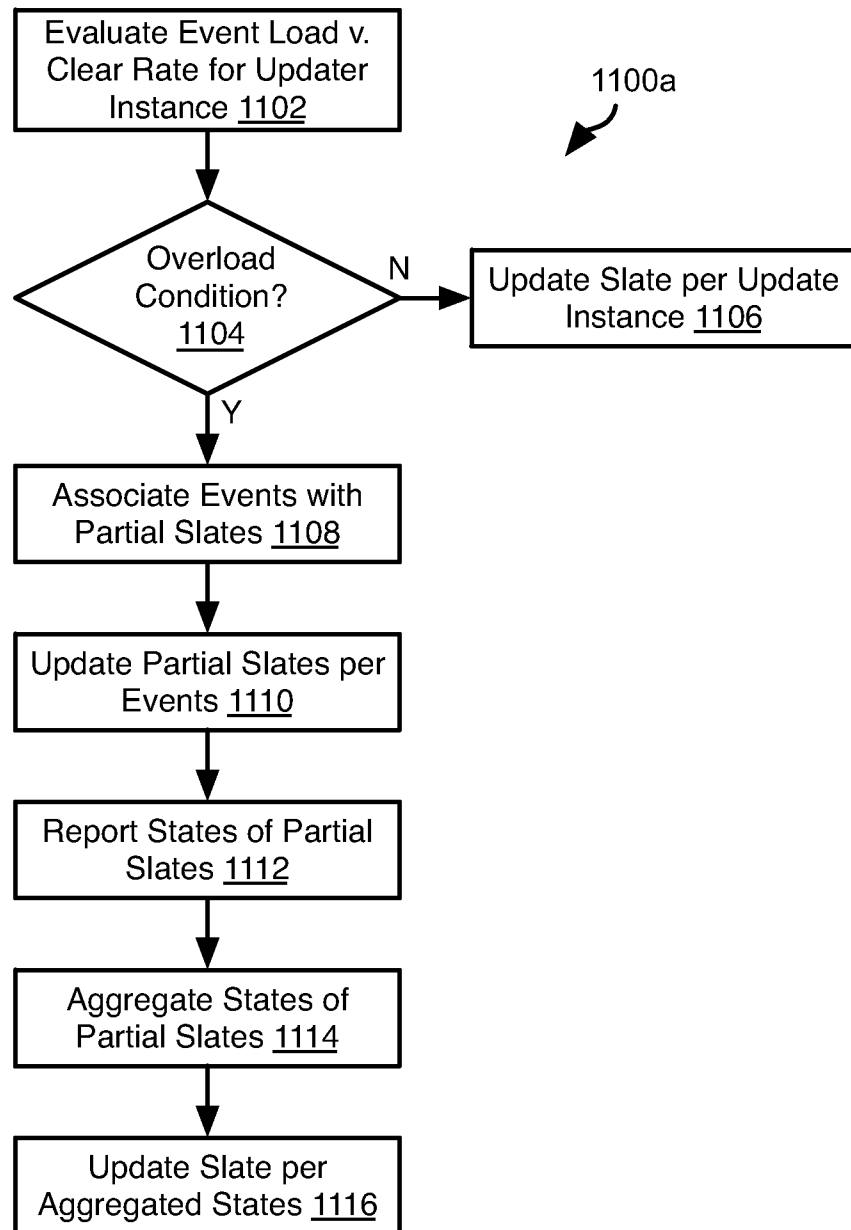 Evaluate Event Load v.
Clear Rate for Updater
Instance 1102
1100a
Overload
Condition?
1104
N
Update Slate per Update
Instance 1106
Y
Associate Events with
Partial Slates 1108
Update Partial Slates per
Events 1110
Report States of Partial
Slates 1112
Aggregate States of
Partial Slates 1114
Update Slate per
Aggregated States 1116